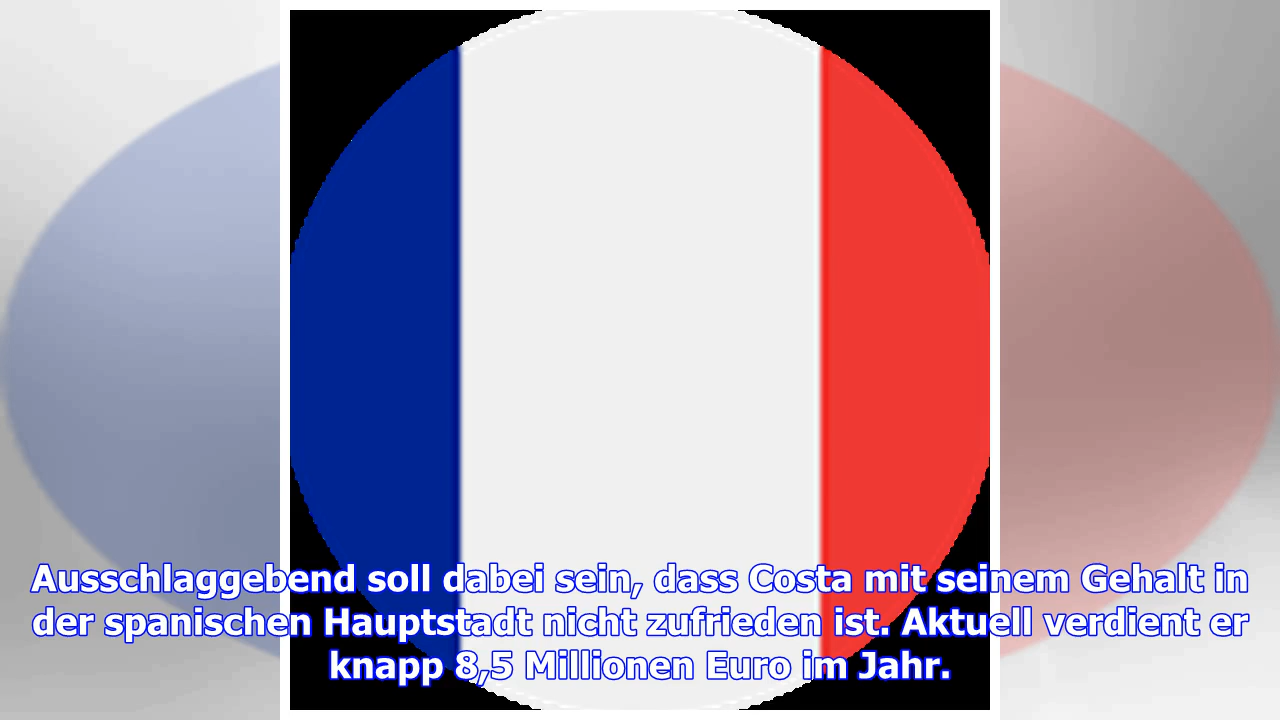 Ausschlaggebend soll dabei sein, dass Costa mit seinem Gehalt in
der spanischen Hauptstadt nicht zufrieden ist. Aktuell verdient er
knapp 8,5 Millionen Euro im Jahr.